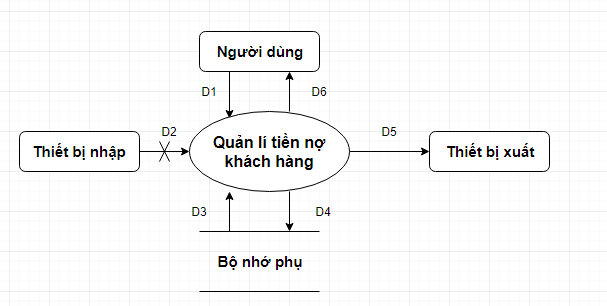 Người dùng
D1
D6
D2
Thiết bị nhập
Quản lí tiền nợ
khách hàng
D5
Thiết bị xuất
D3
D4
Bộ nhớ phụ